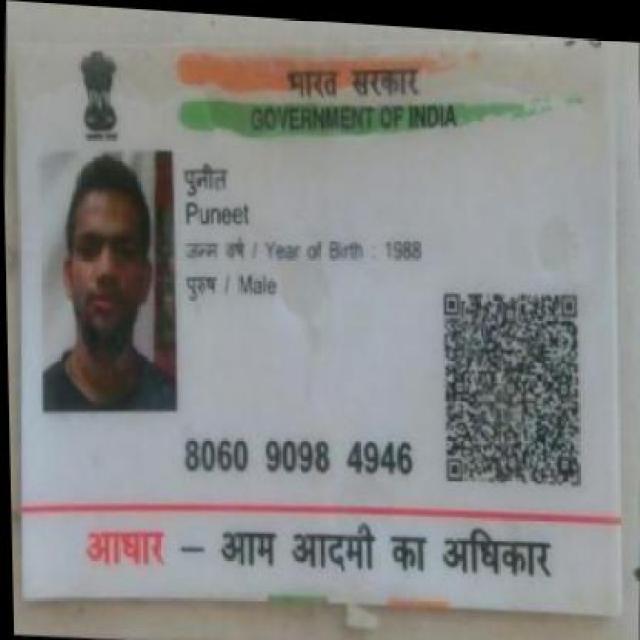 भारत सरकार
GOVERNMENT OF INDIA
पुनीत
Puneet
जन्म वर्ष / Year of Birth : 1988
पुरुष / Male
8060 9098 4946
आधार – आम आदमी का अधिकार